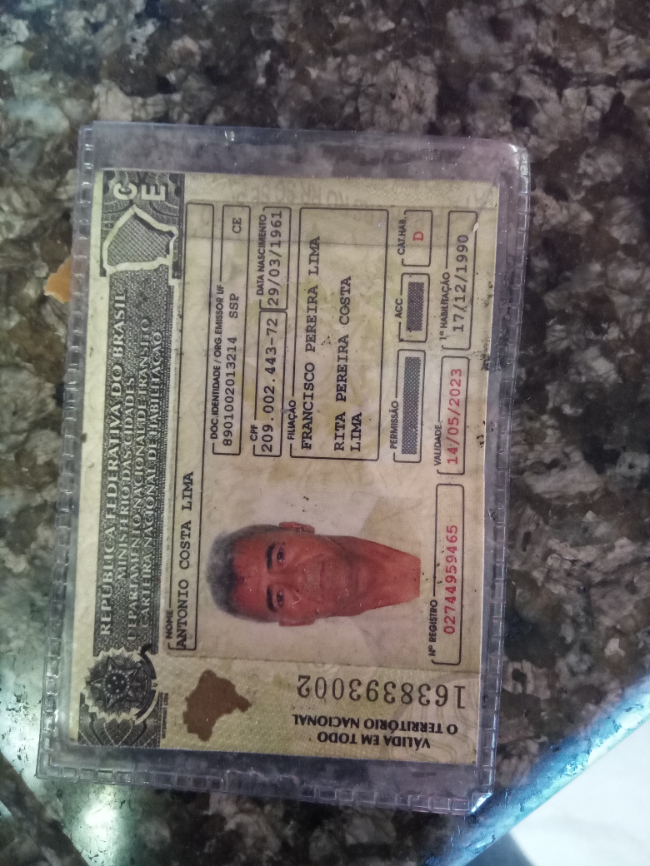 CE
REPÚBLICA FEDERATIVA DO BRASIL
MINISTÉRIO DAS CIDADES
DEPARTAMENTO NACIONAL DE TRÂNSITO
CARTEIRA NACIONAL DE HABILITAÇÃO
NOME
ANTONIO COSTA LIMA
DOC. IDENTIDADE / ORG. EMISSOR UF
8901002013214 SSP CE
CPF
209.002.443-72
DATA NASCIMENTO
29/03/1961
FILIAÇÃO
FRANCISCO PEREIRA LIMA
RITA PEREIRA COSTA
LIMA
PERMISSÃO
ACC
CAT. HAB.
D
Nº REGISTRO
02744959465
VALIDADE
14/05/2023
1ª HABILITAÇÃO
17/12/1990
VÁLIDA EM TODO
O TERRITÓRIO NACIONAL
1638393002